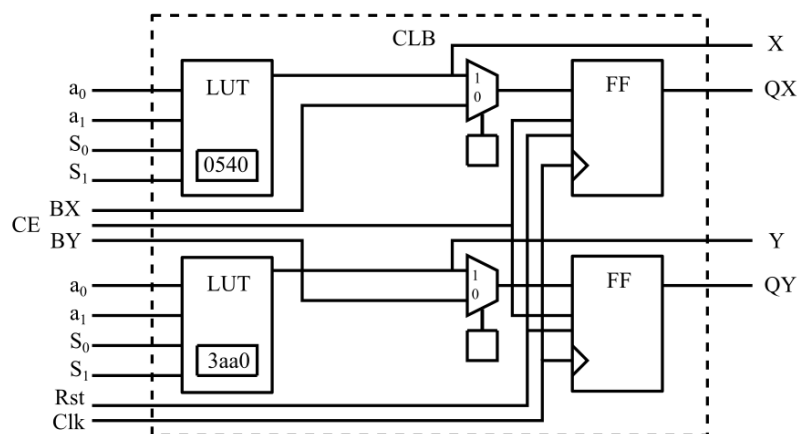 CLB
X
LUT
FF
a₀
QX
a₁
S₀
S₁
0540
1
0
BX
CE
BY
Y
LUT
FF
a₀
QY
a₁
S₀
S₁
3aa0
1
0
Rst
Clk